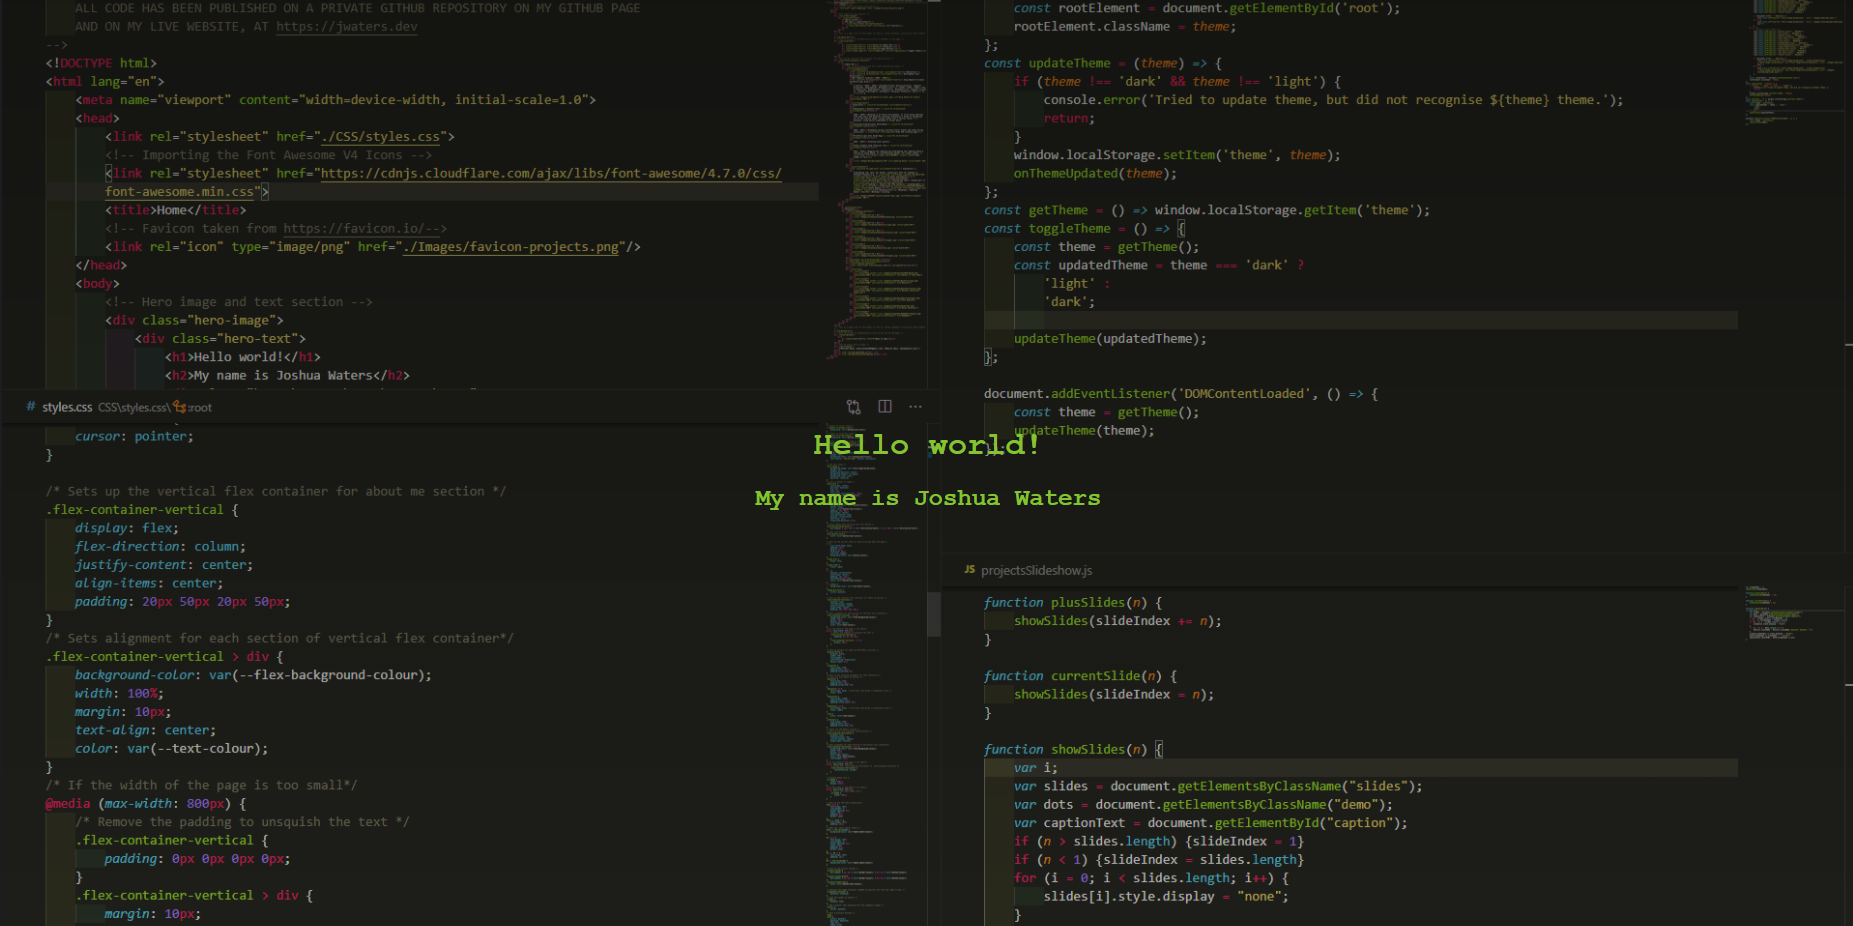 ALL CODE HAS BEEN PUBLISHED ON A PRIVATE GITHUB REPOSITORY ON MY GITHUB PAGE
AND ON MY LIVE WEBSITE, AT https://jwaters.dev
-->
<!DOCTYPE html>
<html lang="en">
<meta name="viewport" content="width=device-width, initial-scale=1.0">
<head>
<link rel="stylesheet" href="./CSS/styles.css">
<!-- Importing the Font Awesome V4 Icons -->
<link rel="stylesheet" href="https://cdnjs.cloudflare.com/ajax/libs/font-awesome/4.7.0/css/
font-awesome.min.css">
<title>Home</title>
<!-- Favicon taken from https://favicon.io/-->
<link rel="icon" type="image/png" href="./Images/favicon-projects.png"/>
</head>
<body>
<!-- Hero image and text section -->
<div class="hero-image">
<div class="hero-text">
<h1>Hello world!</h1>
<h2>My name is Joshua Waters</h2>
# styles.css CSS\styles.css\:root
cursor: pointer;
}
/* Sets up the vertical flex container for about me section */
.flex-container-vertical {
display: flex;
flex-direction: column;
justify-content: center;
align-items: center;
padding: 20px 50px 20px 50px;
}
/* Sets alignment for each section of vertical flex container*/
.flex-container-vertical > div {
background-color: var(--flex-background-colour);
width: 100%;
margin: 10px;
text-align: center;
color: var(--text-colour);
}
/* If the width of the page is too small*/
@media (max-width: 800px) {
/* Remove the padding to unsquish the text */
.flex-container-vertical {
padding: 0px 0px 0px 0px;
}
.flex-container-vertical > div {
margin: 10px;
const rootElement = document.getElementById('root');
rootElement.className = theme;
};
const updateTheme = (theme) => {
if (theme !== 'dark' && theme !== 'light') {
console.error('Tried to update theme, but did not recognise ${theme} theme.');
return;
}
window.localStorage.setItem('theme', theme);
onThemeUpdated(theme);
};
const getTheme = () => window.localStorage.getItem('theme');
const toggleTheme = () => {
const theme = getTheme();
const updatedTheme = theme === 'dark' ?
'light' :
'dark';
updateTheme(updatedTheme);
};
document.addEventListener('DOMContentLoaded', () => {
const theme = getTheme();
updateTheme(theme);
Hello world!
My name is Joshua Waters
JS projectsSlideshow.js
function plusSlides(n) {
showSlides(slideIndex += n);
}
function currentSlide(n) {
showSlides(slideIndex = n);
}
function showSlides(n) {
var i;
var slides = document.getElementsByClassName("slides");
var dots = document.getElementsByClassName("demo");
var captionText = document.getElementById("caption");
if (n > slides.length) {slideIndex = 1}
if (n < 1) {slideIndex = slides.length}
for (i = 0; i < slides.length; i++) {
slides[i].style.display = "none";
}